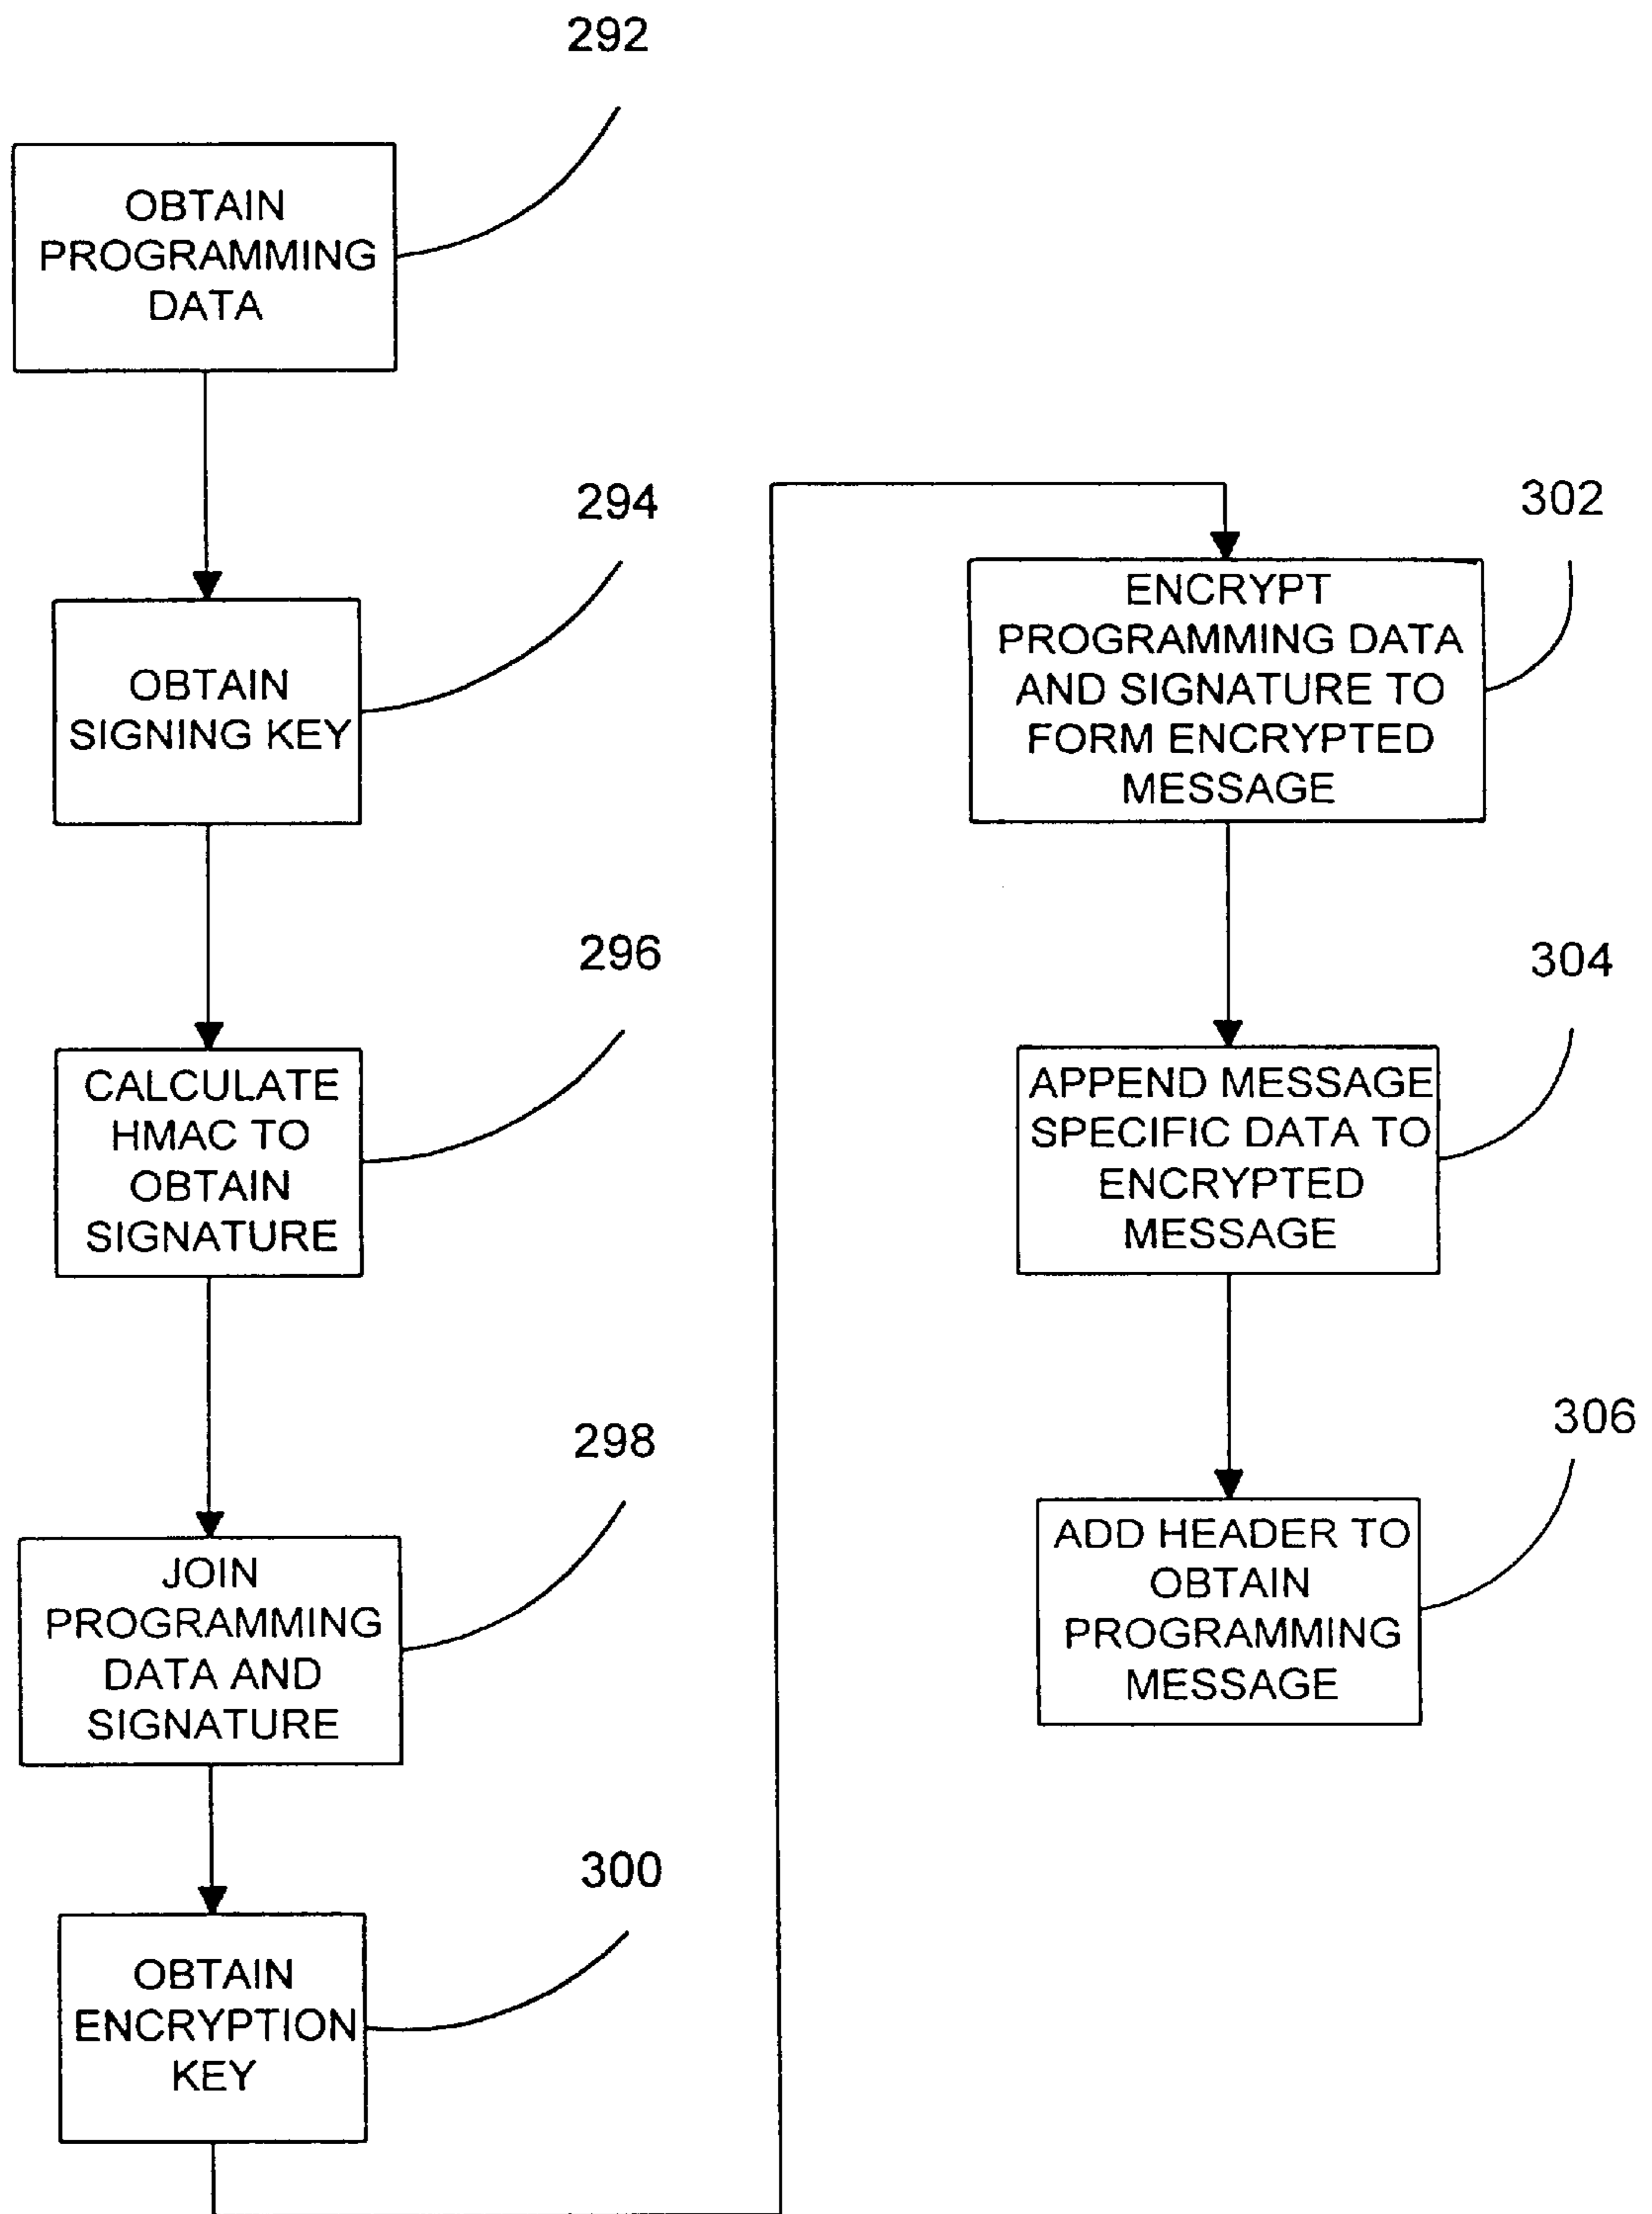 292
OBTAIN
PROGRAMMING
DATA
294
OBTAIN
SIGNING KEY
296
CALCULATE
HMAC TO
OBTAIN
SIGNATURE
298
JOIN
PROGRAMMING
DATA AND
SIGNATURE
300
OBTAIN
ENCRYPTION
KEY
302
ENCRYPT
PROGRAMMING DATA
AND SIGNATURE TO
FORM ENCRYPTED
MESSAGE
304
APPEND MESSAGE
SPECIFIC DATA TO
ENCRYPTED
MESSAGE
306
ADD HEADER TO
OBTAIN
PROGRAMMING
MESSAGE